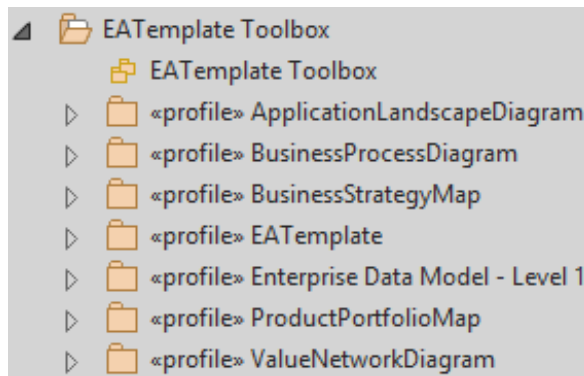 EATemplate Toolbox
EATemplate Toolbox
«profile» ApplicationLandscapeDiagram
«profile» BusinessProcessDiagram
«profile» BusinessStrategyMap
«profile» EATemplate
«profile» Enterprise Data Model - Level 1
«profile» ProductPortfolioMap
«profile» ValueNetworkDiagram